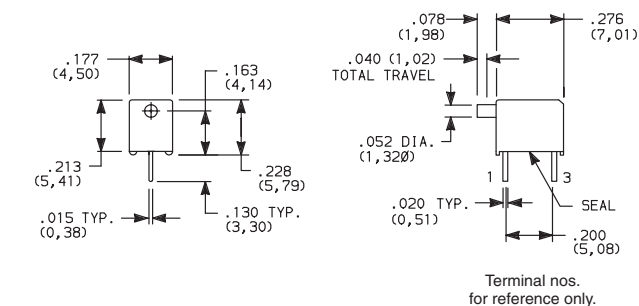 .177
(4,50)
.163
(4,14)
.213
(5,41)
.228
(5,79)
.015 TYP.
(0,38)
.130 TYP.
(3,30)
.078
(1,98)
.276
(7,01)
.040 (1,02)
TOTAL TRAVEL
.052 DIA.
(1,32Ø)
1
3
.020 TYP.
(0,51)
SEAL
.200
(5,08)
Terminal nos.
for reference only.